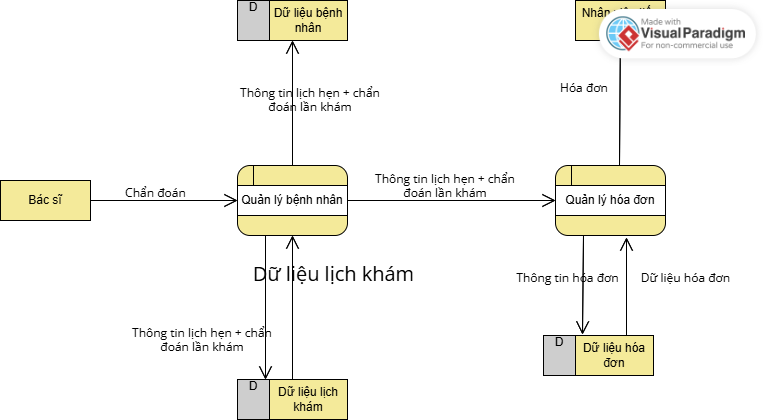 D
Dữ liệu bệnh
nhân
Made with
VisualParadigm
For non-commercial use
Thông tin lịch hẹn + chẩn
đoán lần khám
Hóa đơn
Bác sĩ
Chẩn đoán
Quản lý bệnh nhân
Thông tin lịch hẹn + chẩn
đoán lần khám
Quản lý hóa đơn
Dữ liệu lịch khám
Thông tin hóa đơn
Dữ liệu hóa đơn
Thông tin lịch hẹn + chẩn
đoán lần khám
D
Dữ liệu hóa
đơn
D
Dữ liệu lịch
khám